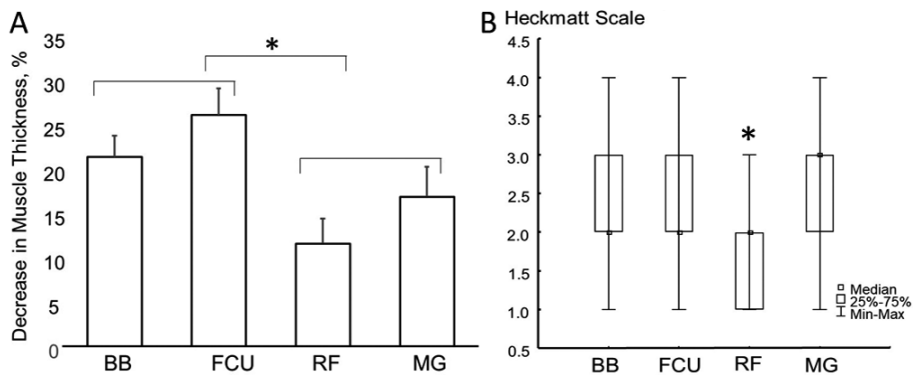 A
Decrease in Muscle Thickness, %
35
30
25
20
15
10
5
0
*
BB FCU RF MG
B Heckmatt Scale
4.5
4.0
3.5
3.0
2.5
2.0
1.5
1.0
0.5
*
Median
25%-75%
Min-Max
BB FCU RF MG